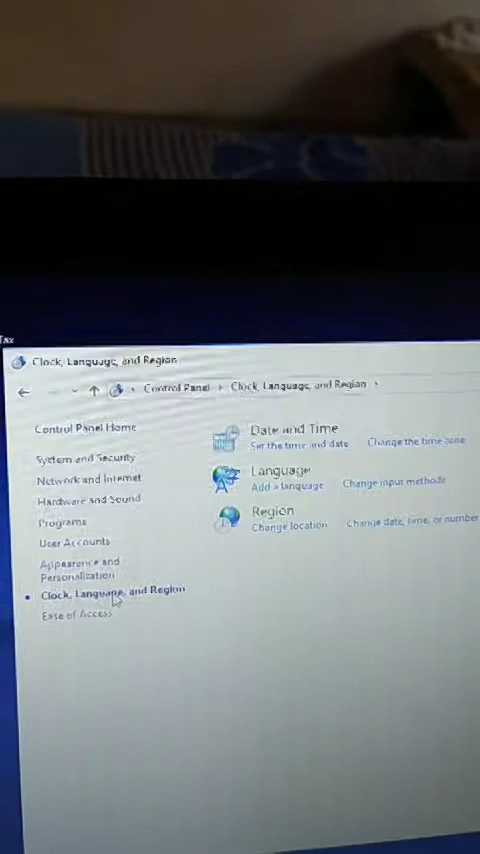 Tax
Clock, Language, and Region
Control Panel › Clock, Language, and Region ›
Control Panel Home
System and Security
Network and Internet
Hardware and Sound
Programs
User Accounts
Appearance and
Personalization
Clock, Language, and Region
Ease of Access
Date and Time
Set the time and date Change the time zone
Language
Add a language Change input methods
Region
Change location Change date, time, or number